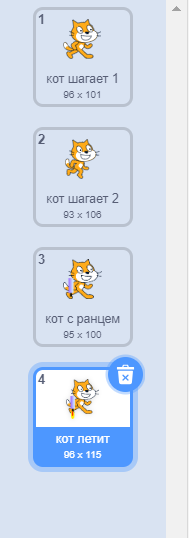 1
кот шагает 1
96 x 101
2
кот шагает 2
93 x 106
3
кот с ранцем
95 x 100
4
кот летит
96 x 115